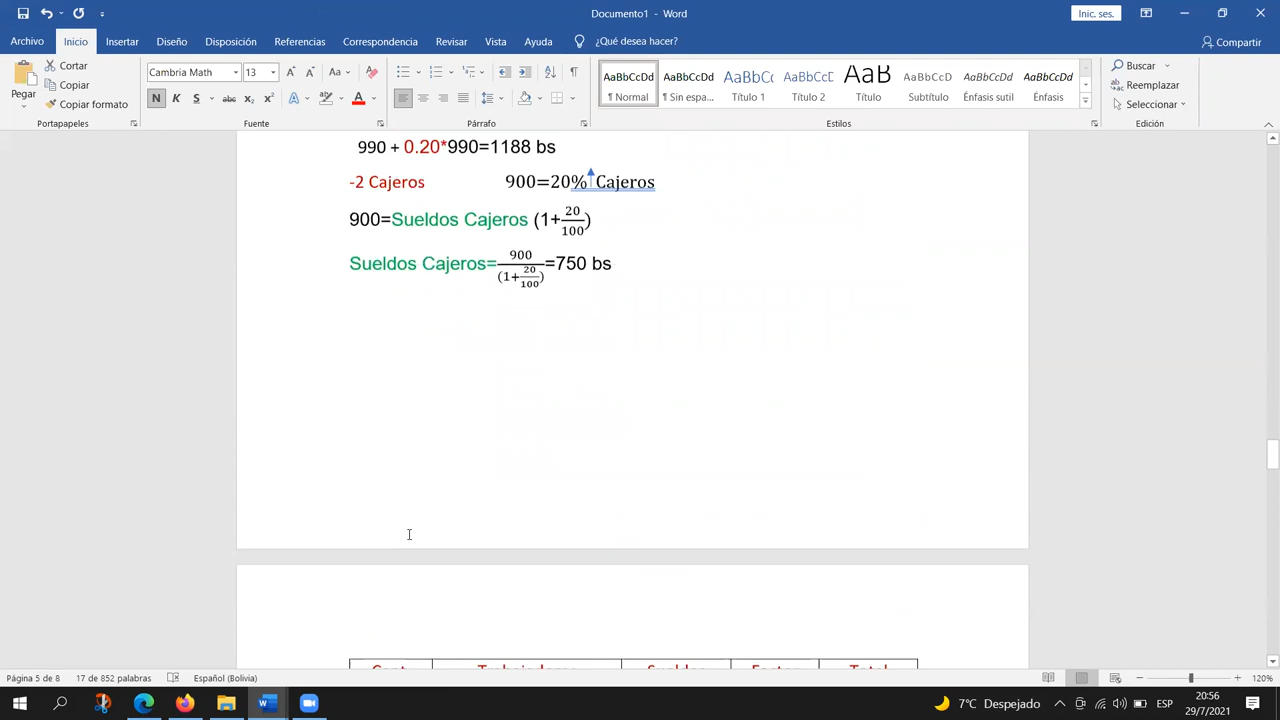 Documento1 - Word
Inic. ses.
Archivo Inicio Insertar Diseño Disposición Referencias Correspondencia Revisar Vista Ayuda ¿Qué desea hacer? Compartir
Pegar
Cortar
Copiar
Copiar formato
Portapapeles
Cambria Math 13
Fuente
Párrafo
AaBbCcDd AaBbCcDd AaBbCc AaBbCcD AaB AaBbCcD AaBbCcDd AaBbCcDd
¶ Normal ¶ Sin espa... Título 1 Título 2 Título Subtítulo Énfasis sutil Énfasis
Estilos
Buscar
Reemplazar
Seleccionar
Edición
990 + 0.20*990=1188 bs
-2 Cajeros 900=20% Cajeros
900=Sueldos Cajeros (1+20/100)
Sueldos Cajeros=900/(1+20/100)=750 bs
Página 5 de 8 17 de 852 palabras Español (Bolivia) 120%
7°C Despejado ESP 20:56
29/7/2021